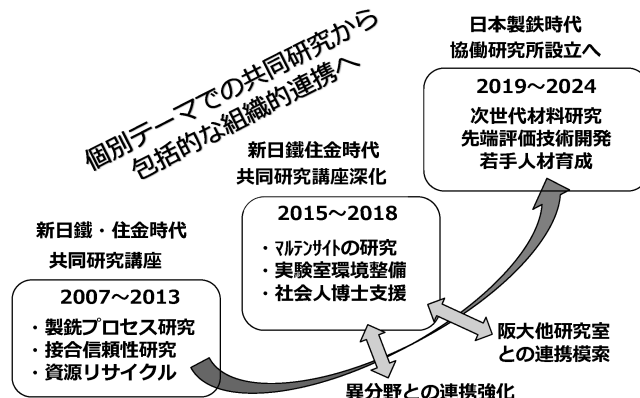 個別テーマでの共同研究から
包括的な組織的連携へ
新日鐵・住金時代
共同研究講座
2007～2013
・製銑プロセス研究
・接合信頼性研究
・資源リサイクル
新日鐵住金時代
共同研究講座深化
2015～2018
・ﾏﾙﾃﾝｻｲﾄの研究
・実験室環境整備
・社会人博士支援
日本製鉄時代
協働研究所設立へ
2019～2024
次世代材料研究
先端評価技術開発
若手人材育成
阪大他研究室
との連携模索
異分野との連携強化